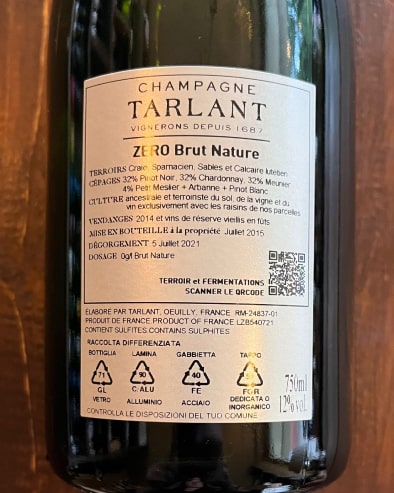 CHAMPAGNE
TARLANT
VIGNERONS DEPUIS 1687
ZERO Brut Nature
TERROIRS Craie, Sparnacien, Sables et Calcaire lutétien
CÉPAGES 32% Pinot Noir, 32% Chardonnay, 32% Meunier
4% Petit Meslier + Arbanne + Pinot Blanc
CULTURE ancestrale et terroiriste du sol, de la vigne et du
vin exclusivement avec les raisins de nos parcelles
VENDANGES 2014 et vins de réserve vieillis en fûts
MISE EN BOUTEILLE à la propriété Juillet 2015
DÉGORGEMENT 5 Juillet 2021
DOSAGE 0g/l Brut Nature
TERROIR et FERMENTATIONS
SCANNER LE QRCODE
ÉLABORÉ PAR TARLANT, OEUILLY, FRANCE RM-24837-01
PRODUIT DE FRANCE PRODUCT OF FRANCE LZB540721
CONTIENT SULFITES CONTAINS SULPHITES
RACCOLTA DIFFERENZIATA
BOTTIGLIA LAMINA GABBIETTA TAPPO
71 90 40 51
GL C/ALU FE FOR
VETRO ALLUMINIO ACCIAIO DEDICATA O
INORGANICO
750ml
12% vol.
CONTROLLA LE DISPOSIZIONI DEL TUO COMUNE